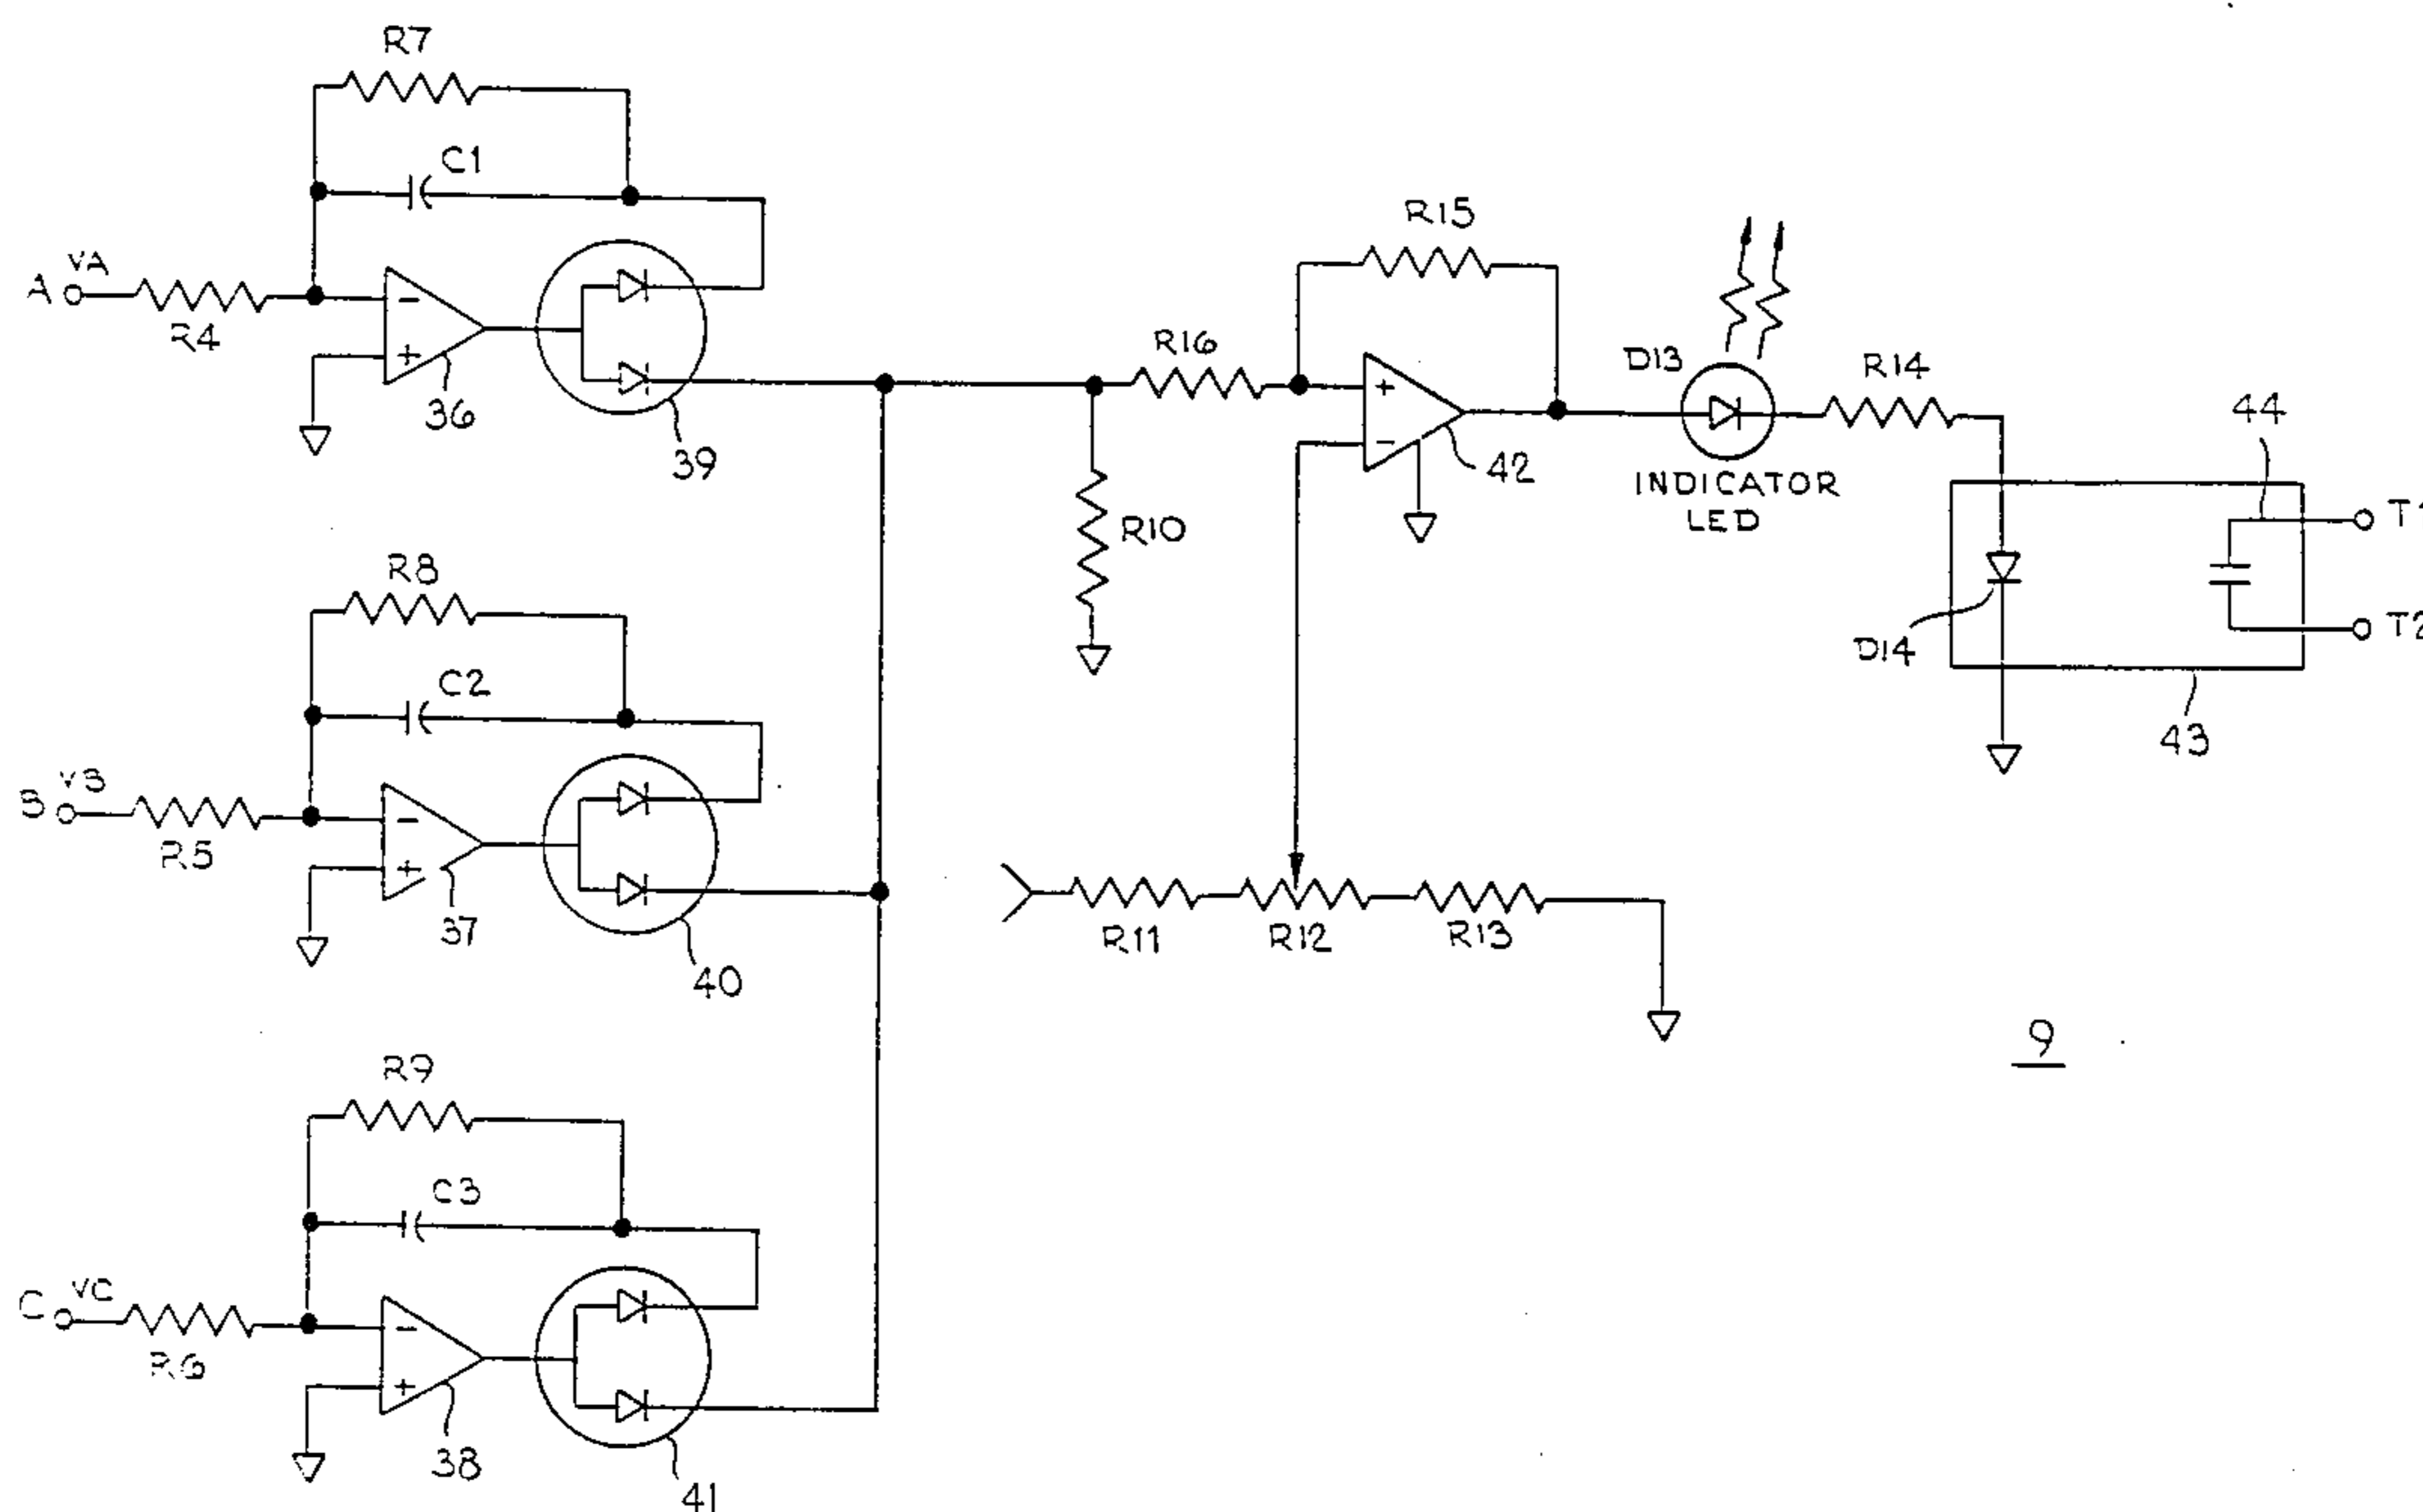 R7
C1
A
VA
R4
−
+
36
39
R8
C2
B
VB
R5
−
+
37
40
R9
C3
C
VC
R6
−
+
38
41
R15
R16
+
−
42
R10
D13
INDICATOR
LED
R14
44
T1
T2
D14
43
R11
R12
R13
9